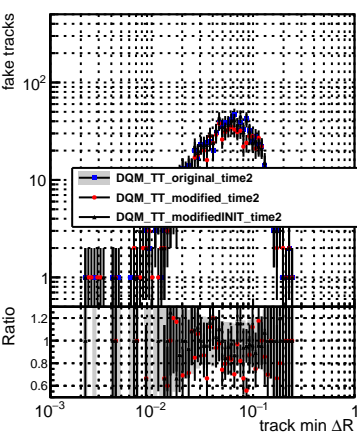 fake tracks
10²
10
1
DQM_TT_original_time2
DQM_TT_modified_time2
DQM_TT_modifiedINIT_time2
Ratio
1.2
1
0.8
0.6
10⁻³
10⁻²
10⁻¹
1
track min ΔR